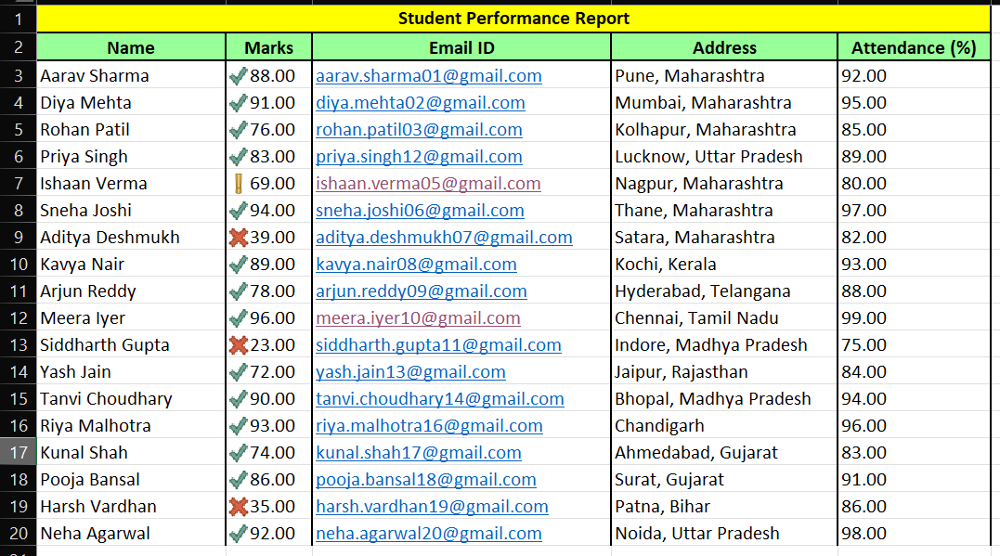 1 Student Performance Report
2 Name Marks Email ID Address Attendance (%)
3 Aarav Sharma 88.00 aarav.sharma01@gmail.com Pune, Maharashtra 92.00
4 Diya Mehta 91.00 diya.mehta02@gmail.com Mumbai, Maharashtra 95.00
5 Rohan Patil 76.00 rohan.patil03@gmail.com Kolhapur, Maharashtra 85.00
6 Priya Singh 83.00 priya.singh12@gmail.com Lucknow, Uttar Pradesh 89.00
7 Ishaan Verma 69.00 ishaan.verma05@gmail.com Nagpur, Maharashtra 80.00
8 Sneha Joshi 94.00 sneha.joshi06@gmail.com Thane, Maharashtra 97.00
9 Aditya Deshmukh 39.00 aditya.deshmukh07@gmail.com Satara, Maharashtra 82.00
10 Kavya Nair 89.00 kavya.nair08@gmail.com Kochi, Kerala 93.00
11 Arjun Reddy 78.00 arjun.reddy09@gmail.com Hyderabad, Telangana 88.00
12 Meera Iyer 96.00 meera.iyer10@gmail.com Chennai, Tamil Nadu 99.00
13 Siddharth Gupta 23.00 siddharth.gupta11@gmail.com Indore, Madhya Pradesh 75.00
14 Yash Jain 72.00 yash.jain13@gmail.com Jaipur, Rajasthan 84.00
15 Tanvi Choudhary 90.00 tanvi.choudhary14@gmail.com Bhopal, Madhya Pradesh 94.00
16 Riya Malhotra 93.00 riya.malhotra16@gmail.com Chandigarh 96.00
17 Kunal Shah 74.00 kunal.shah17@gmail.com Ahmedabad, Gujarat 83.00
18 Pooja Bansal 86.00 pooja.bansal18@gmail.com Surat, Gujarat 91.00
19 Harsh Vardhan 35.00 harsh.vardhan19@gmail.com Patna, Bihar 86.00
20 Neha Agarwal 92.00 neha.agarwal20@gmail.com Noida, Uttar Pradesh 98.00